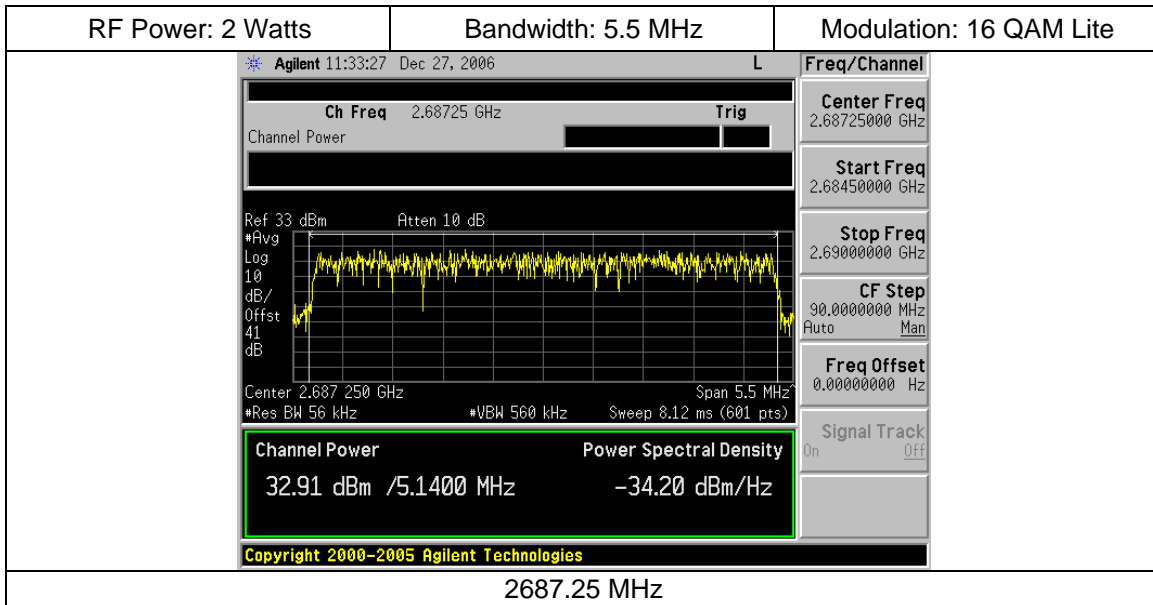 RF Power: 2 Watts
Bandwidth: 5.5 MHz
Modulation: 16 QAM Lite
Agilent 11:33:27 Dec 27, 2006
L
Freq/Channel
Ch Freq 2.68725 GHz
Trig
Channel Power
Center Freq
2.68725000 GHz
Start Freq
2.68450000 GHz
Stop Freq
2.69000000 GHz
CF Step
90.0000000 MHz
Auto Man
Freq Offset
0.00000000 Hz
Signal Track
On Off
Ref 33 dBm
Atten 10 dB
#Avg
Log
10
dB/
Offst
41
dB
Center 2.687 250 GHz
Span 5.5 MHz^
#Res BW 56 kHz
#VBW 560 kHz
Sweep 8.12 ms (601 pts)
Channel Power
Power Spectral Density
32.91 dBm /5.1400 MHz
-34.20 dBm/Hz
Copyright 2000-2005 Agilent Technologies
2687.25 MHz